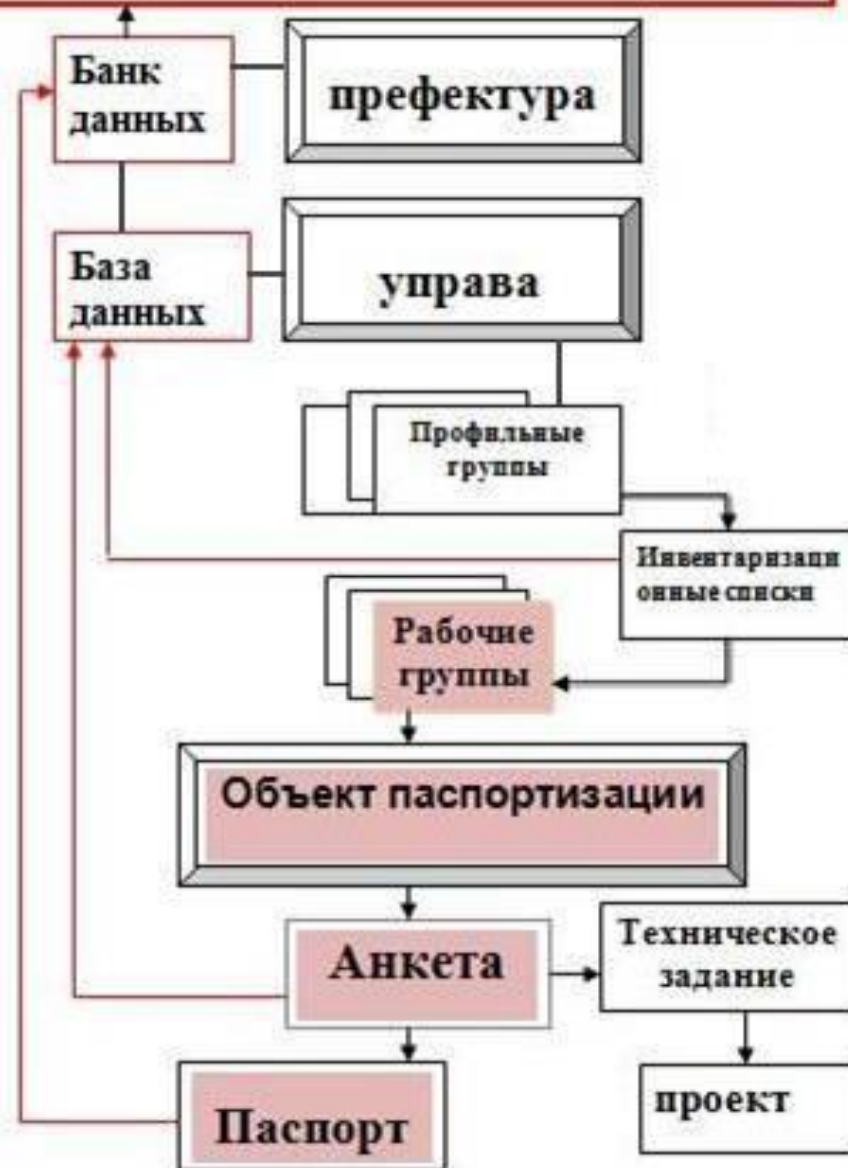 Банк
данных
префектура
База
данных
управа
Профильные
группы
Инвентаризаци
онные списки
Рабочие
группы
Объект паспортизации
Анкета
Техническое
задание
Паспорт
проект